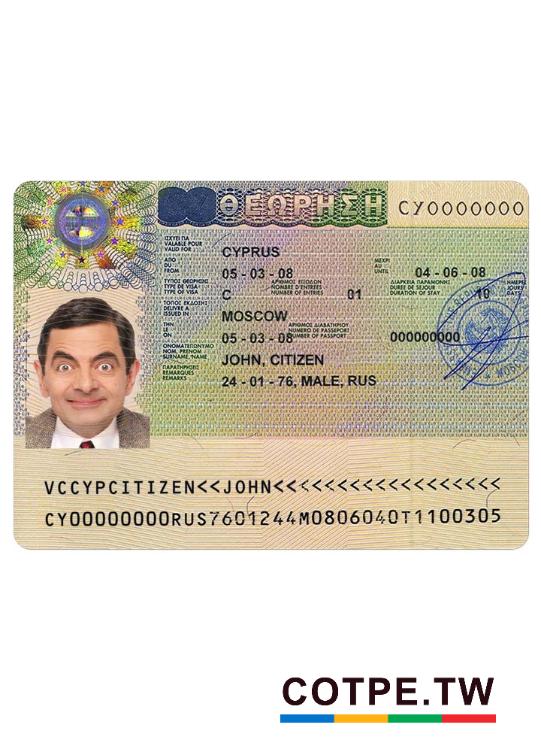 ΘΕΩΡΗΣΗ CY0000000
ΙΣΧΥΕΙ ΓΙΑ
VALABLE POUR
VALID FOR
CYPRUS
ΑΠΟ
DU
FROM
05-03-08
ΜΕΧΡΙ
AU
UNTIL
04-06-08
ΤΥΠΟΣ ΘΕΩΡΗΣΗΣ
TYPE DE VISA
TYPE OF VISA
C
ΑΡΙΘΜΟΣ ΕΙΣΟΔΩΝ
NOMBRE D'ENTREES
NUMBER OF ENTRIES
01
ΔΙΑΡΚΕΙΑ ΠΑΡΑΜΟΝΗΣ
DUREE DE SEJOUR
DURATION OF STAY
10
ΗΜΕΡΕΣ
JOURS
DAYS
ΤΟΠΟΣ ΕΚΔΟΣΗΣ
DELIVRE A
ISSUED IN
MOSCOW
ΤΗΝ
LE
ON
05-03-08
ΑΡΙΘΜΟΣ ΔΙΑΒΑΤΗΡΙΟΥ
NUMERO DE PASSEPORT
NUMBER OF PASSPORT
000000000
ΟΝΟΜΑΤΕΠΩΝΥΜΟ
NOM, PRENOM
SURNAME, NAME
JOHN, CITIZEN
ΠΑΡΑΤΗΡΗΣΕΙΣ
REMARQUES
REMARKS
24-01-76, MALE, RUS
VCCYPCITIZEN<<JOHN<<<<<<<<<<<<<<<<<<
CY00000000RUS7601244M0806040T1100305
COTPE.TW